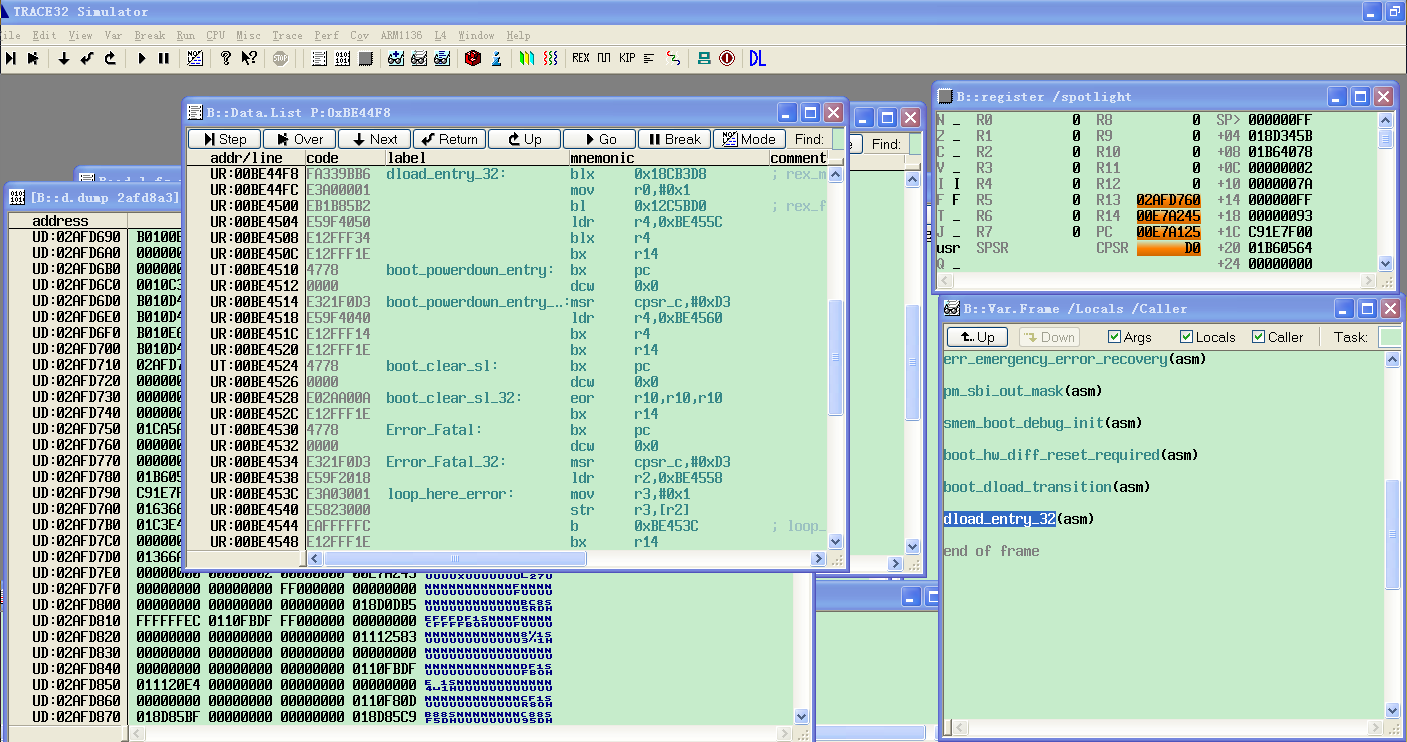 TRACE32 Simulator
ile Edit View Var Break Run CPU Misc Trace Perf Cov ARM1136 L4 Window Help
STOP REX KIP DL
B::Data.List P:0xBE44F8
Step Over Next Return Up Go Break Mode Find:
addr/line code label mnemonic comment
UR:00BE44F8 FA339BB6 dload_entry_32: blx 0x18CB3D8 ; rex_m
UR:00BE44FC E3A00001 mov r0,#0x1
UR:00BE4500 EB1B85B2 bl 0x12C5BD0 ; rex_f
UR:00BE4504 E59F4050 ldr r4,0xBE455C
UR:00BE4508 E12FFF34 blx r4
UR:00BE450C E12FFF1E bx r14
UT:00BE4510 4778 boot_powerdown_entry: bx pc
UR:00BE4512 0000 dcw 0x0
UR:00BE4514 E321F0D3 boot_powerdown_entry_..:msr cpsr_c,#0xD3
UR:00BE4518 E59F4040 ldr r4,0xBE4560
UR:00BE451C E12FFF14 bx r4
UR:00BE4520 E12FFF1E bx r14
UT:00BE4524 4778 boot_clear_sl: bx pc
UR:00BE4526 0000 dcw 0x0
UR:00BE4528 E02AA00A boot_clear_sl_32: eor r10,r10,r10
UR:00BE452C E12FFF1E bx r14
UT:00BE4530 4778 Error_Fatal: bx pc
UR:00BE4532 0000 dcw 0x0
UR:00BE4534 E321F0D3 Error_Fatal_32: msr cpsr_c,#0xD3
UR:00BE4538 E59F2018 ldr r2,0xBE4558
UR:00BE453C E3A03001 loop_here_error: mov r3,#0x1
UR:00BE4540 E5823000 str r3,[r2]
UR:00BE4544 EAFFFFFC b 0xBE453C ; loop_
UR:00BE4548 E12FFF1E bx r14
Find:
[B::d.dump 2afd8a3]
address
UD:02AFD690 B0100E
UD:02AFD6A0 000000
UD:02AFD6B0 000000
UD:02AFD6C0 0010C3
UD:02AFD6D0 B010D4
UD:02AFD6E0 B010D4
UD:02AFD6F0 B010E6
UD:02AFD700 B010D4
UD:02AFD710 02AFD7
UD:02AFD720 000000
UD:02AFD730 000000
UD:02AFD740 000000
UD:02AFD750 01CA5A
UD:02AFD760 000000
UD:02AFD770 000000
UD:02AFD780 01B605
UD:02AFD790 C91E7F
UD:02AFD7A0 016366
UD:02AFD7B0 01C3E4
UD:02AFD7C0 000000
UD:02AFD7D0 01366A
UD:02AFD7E0 00000000 00000002 00000000 00E7A245
UD:02AFD7F0 00000000 00000000 FF000000 00000000
UD:02AFD800 00000000 00000000 00000000 018D0DB5
UD:02AFD810 FFFFFFEC 0110FBDF FF000000 00000000
UD:02AFD820 00000000 00000000 00000000 01112583
UD:02AFD830 00000000 00000000 00000000 00000000
UD:02AFD840 00000000 00000000 00000000 0110FBDF
UD:02AFD850 011120E4 00000000 00000000 00000000
UD:02AFD860 00000000 00000000 00000000 0110F80D
UD:02AFD870 018D85BF 00000000 00000000 018D85C9
B::register /spotlight
N _ R0 0 R8 0 SP> 000000FF
Z _ R1 0 R9 0 +04 018D345B
C _ R2 0 R10 0 +08 01B64078
V _ R3 0 R11 0 +0C 00000002
I I R4 0 R12 0 +10 0000007A
F F R5 0 R13 02AFD760 +14 000000FF
T _ R6 0 R14 00E7A245 +18 00000093
J _ R7 0 PC 00E7A125 +1C C91E7F00
usr SPSR CPSR D0 +20 01B60564
Q _ +24 00000000
B::Var.Frame /Locals /Caller
Up Down Args Locals Caller Task:
err_emergency_error_recovery(asm)
pm_sbi_out_mask(asm)
smem_boot_debug_init(asm)
boot_hw_diff_reset_required(asm)
boot_dload_transition(asm)
dload_entry_32(asm)
end of frame